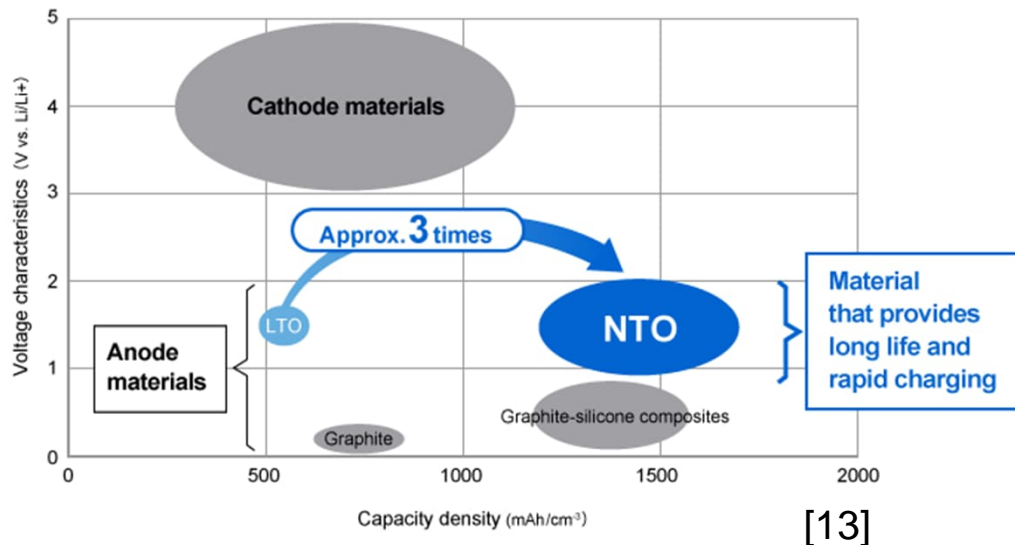 Voltage characteristics (V vs. Li/Li+)
5
4
3
2
1
0
Cathode materials
Approx. 3 times
LTO
NTO
Anode
materials
Graphite
Graphite-silicone composites
Material
that provides
long life and
rapid charging
0
500
1000
1500
2000
Capacity density (mAh/cm⁻³)
[13]